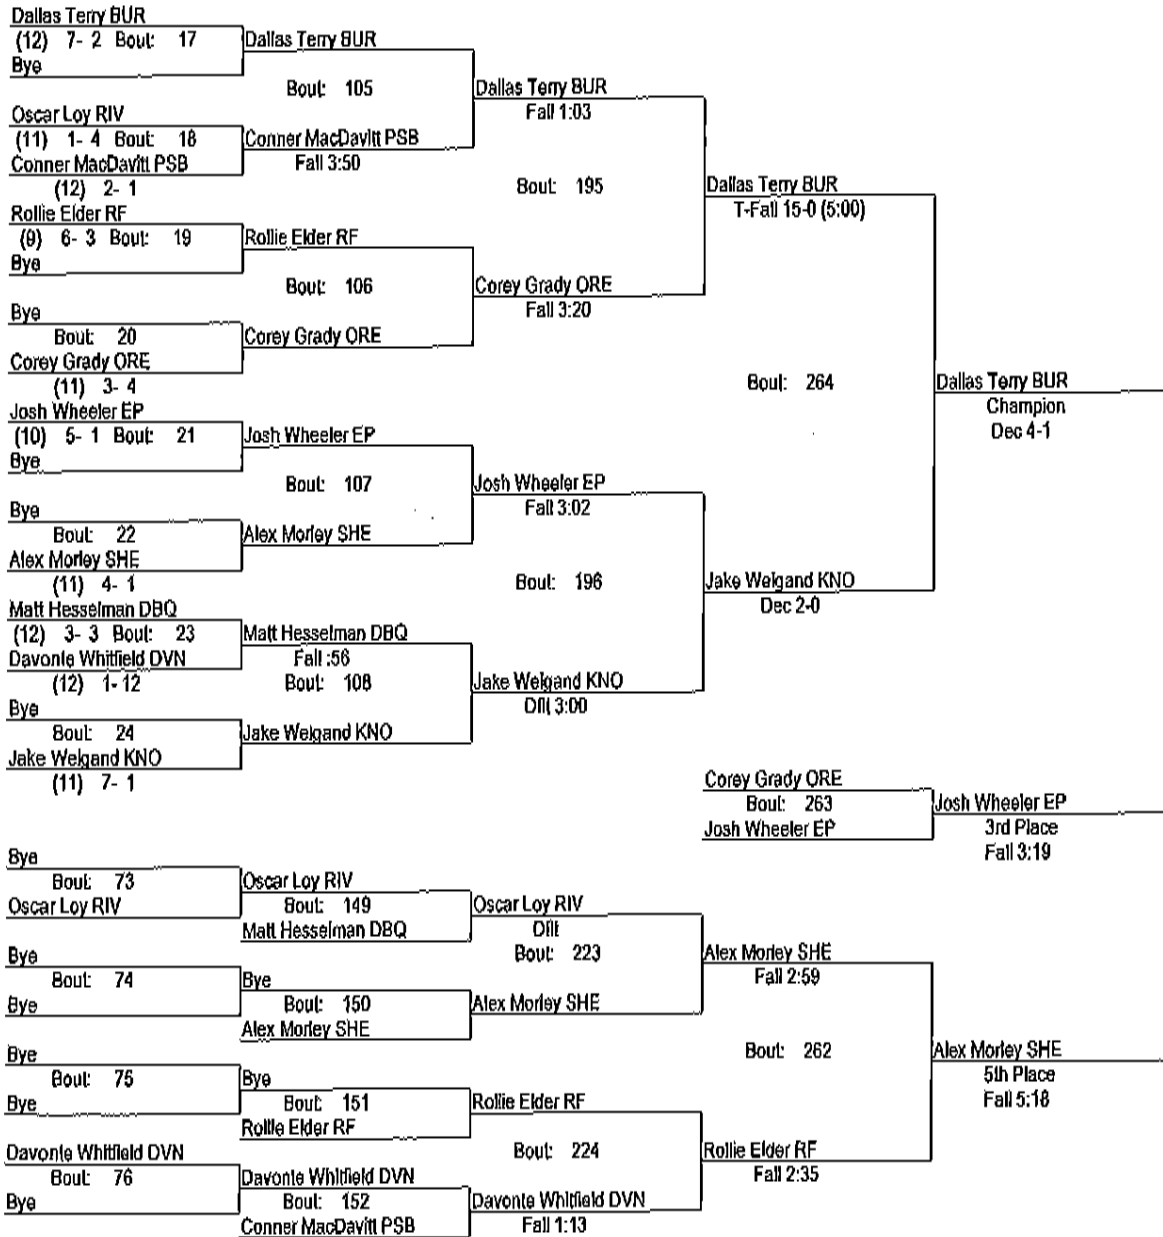 Dallas Terry BUR
(12) 7- 2 Bout: 17
Bye
Dallas Terry BUR
Bout: 105
Oscar Loy RIV
(11) 1- 4 Bout: 18
Conner MacDavitt PSB
(12) 2- 1
Conner MacDavitt PSB
Fall 3:50
Dallas Terry BUR
Fall 1:03
Bout: 195
Rollie Elder RF
(9) 6- 3 Bout: 19
Bye
Rollie Elder RF
Bout: 106
Bye
Bout: 20
Corey Grady ORE
(11) 3- 4
Corey Grady ORE
Corey Grady ORE
Fall 3:20
Dallas Terry BUR
T-Fall 15-0 (5:00)
Bout: 264
Josh Wheeler EP
(10) 5- 1 Bout: 21
Bye
Josh Wheeler EP
Bout: 107
Bye
Bout: 22
Alex Morley SHE
(11) 4- 1
Alex Morley SHE
Josh Wheeler EP
Fall 3:02
Bout: 196
Matt Hesselman DBQ
(12) 3- 3 Bout: 23
Davonte Whitfield DVN
(12) 1- 12
Matt Hesselman DBQ
Fall :56
Bout: 108
Bye
Bout: 24
Jake Weigand KNO
(11) 7- 1
Jake Weigand KNO
Jake Weigand KNO
Dflt 3:00
Jake Weigand KNO
Dec 2-0
Dallas Terry BUR
Champion
Dec 4-1
Corey Grady ORE
Bout: 263
Josh Wheeler EP
Josh Wheeler EP
3rd Place
Fall 3:19
Bye
Bout: 73
Oscar Loy RIV
Oscar Loy RIV
Bout: 149
Matt Hesselman DBQ
Oscar Loy RIV
Dflt
Bout: 223
Bye
Bout: 74
Bye
Bye
Bout: 150
Alex Morley SHE
Alex Morley SHE
Alex Morley SHE
Fall 2:59
Bout: 262
Bye
Bout: 75
Bye
Bye
Bout: 151
Rollie Elder RF
Rollie Elder RF
Bout: 224
Davonte Whitfield DVN
Bout: 76
Bye
Davonte Whitfield DVN
Bout: 152
Conner MacDavitt PSB
Davonte Whitfield DVN
Fall 1:13
Rollie Elder RF
Fall 2:35
Alex Morley SHE
5th Place
Fall 5:18